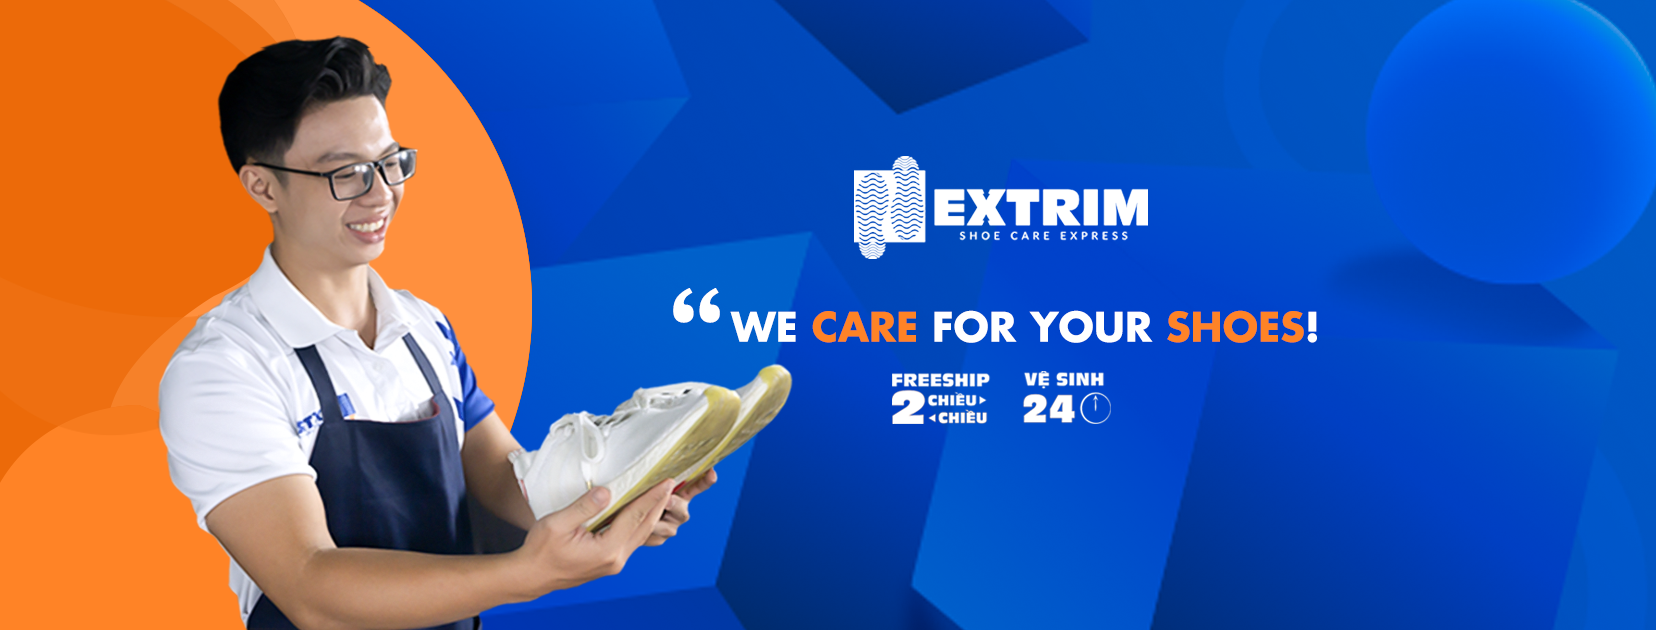 EXTRIM
SHOE CARE EXPRESS
“WE CARE FOR YOUR SHOES!
FREESHIP
2 CHIỀU
CHIỀU
VỆ SINH
24